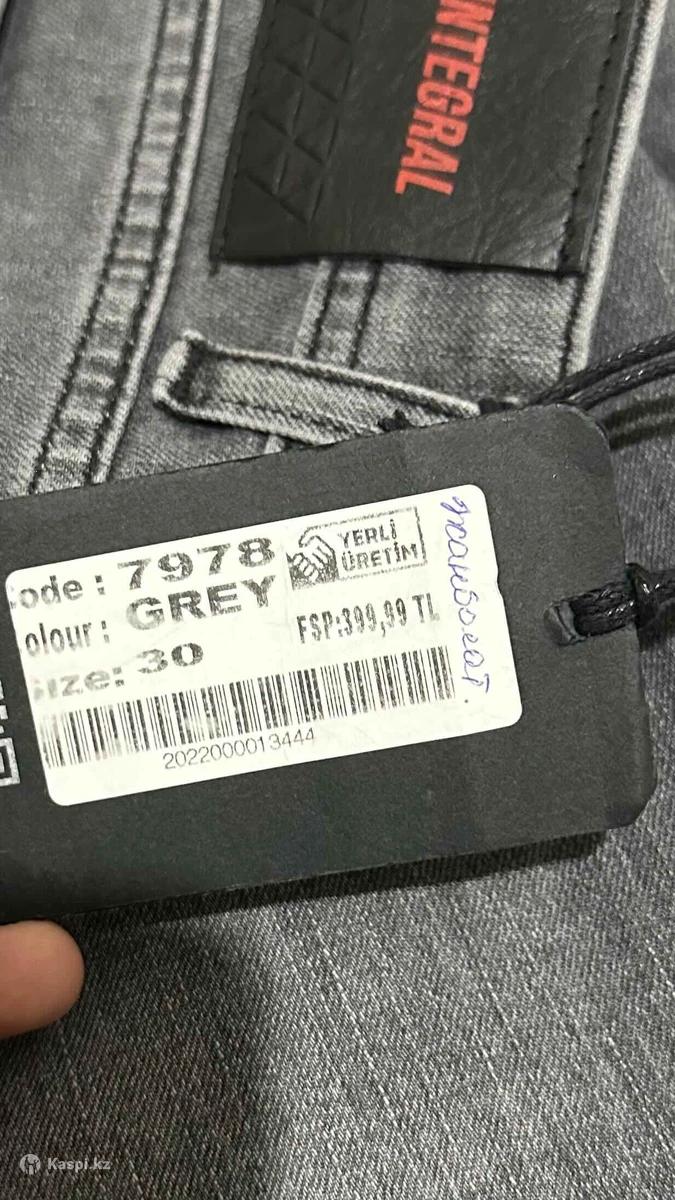 INTEGRAL
ode : 7978
olour : GREY
ize: 30
YERLİ
ÜRETİM
FSP:399,99 TL
2022000013444
Kaspi.kz